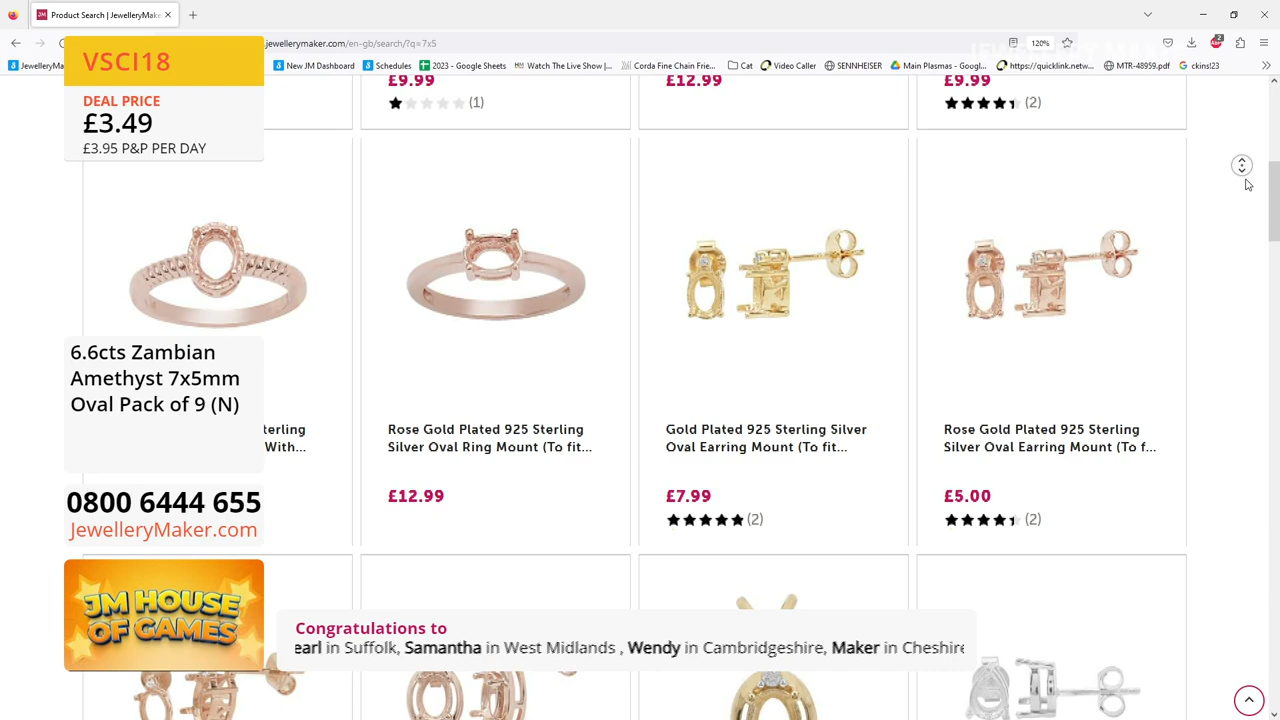 Product Search | JewelleryMake
jewellerymaker.com/en-gb/search/?q=7x5
120%
2
JewelleryMa
New JM Dashboard
Schedules
2023 - Google Sheets
Watch The Live Show |...
Corda Fine Chain Frie...
Cat
Video Caller
SENNHEISER
Main Plasmas - Googl...
https://quicklink.netw...
MTR-48959.pdf
ckins!23
VSCI18
DEAL PRICE
£3.49
£3.95 P&P PER DAY
£9.99
(1)
£12.99
£9.99
(2)
6.6cts Zambian
Amethyst 7x5mm
Oval Pack of 9 (N)
terling
With...
Rose Gold Plated 925 Sterling
Silver Oval Ring Mount (To fit...
£12.99
Gold Plated 925 Sterling Silver
Oval Earring Mount (To fit...
£7.99
(2)
Rose Gold Plated 925 Sterling
Silver Oval Earring Mount (To f...
£5.00
(2)
0800 6444 655
JewelleryMaker.com
JM HOUSE
OF GAMES
Congratulations to
earl in Suffolk, Samantha in West Midlands , Wendy in Cambridgeshire, Maker in Cheshire